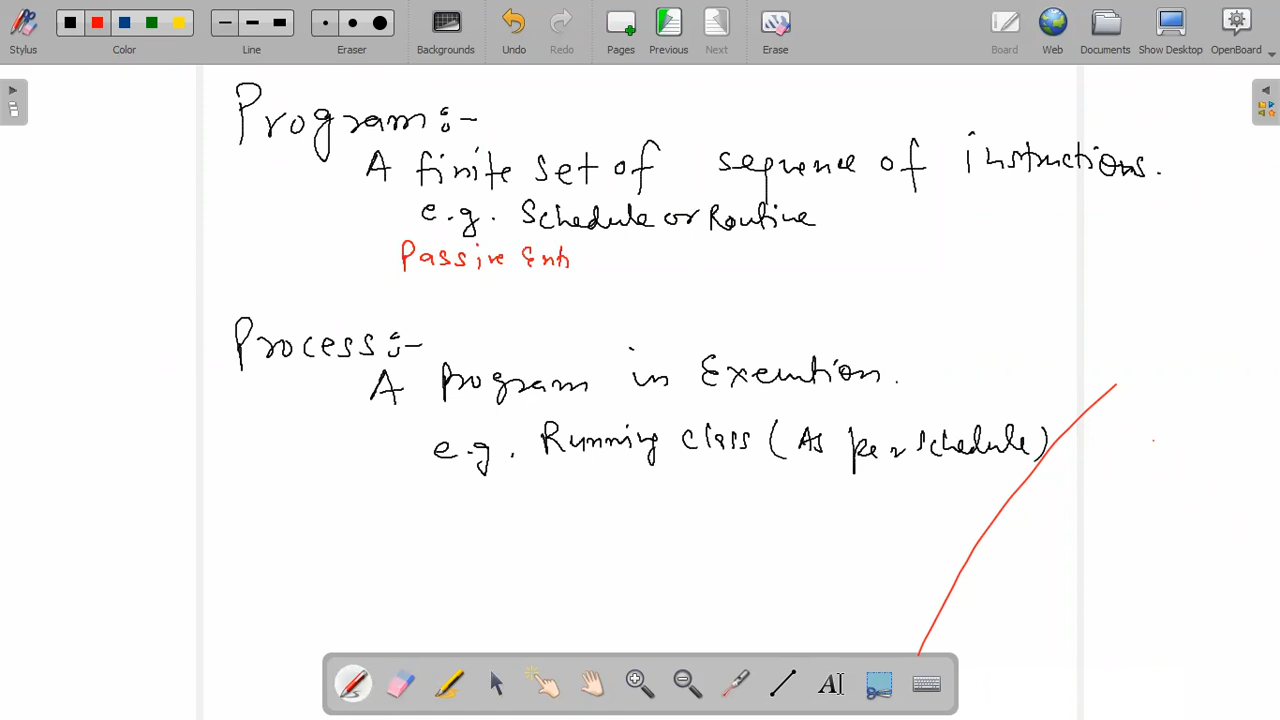 Stylus Color Line Eraser Backgrounds Undo Redo Pages Previous Next Erase Board Web Documents Show Desktop OpenBoard
Program:-
A finite set of sequence of instructions.
e.g. Schedule or Routine
Passive Enti
Process:-
A Program in Execution.
e.g. Running class (As per schedule)